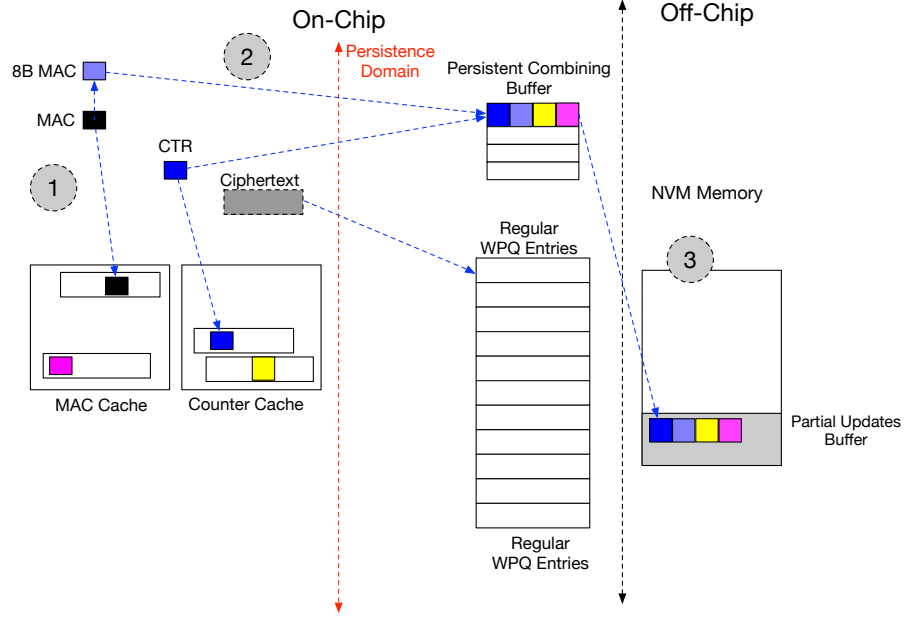 On-Chip
Off-Chip
2
Persistence
Domain
8B MAC
Persistent Combining
Buffer
MAC
CTR
1
Ciphertext
NVM Memory
Regular
WPQ Entries
3
MAC Cache
Counter Cache
Partial Updates
Buffer
Regular
WPQ Entries